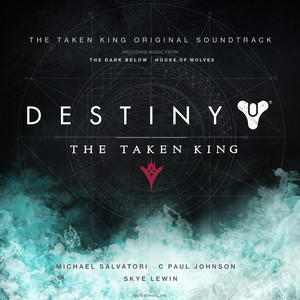 THE TAKEN KING ORIGINAL SOUNDTRACK
INCLUDING MUSIC FROM
THE DARK BELOW | HOUSE OF WOLVES
DESTINY
THE TAKEN KING
MICHAEL SALVATORI C PAUL JOHNSON
SKYE LEWIN